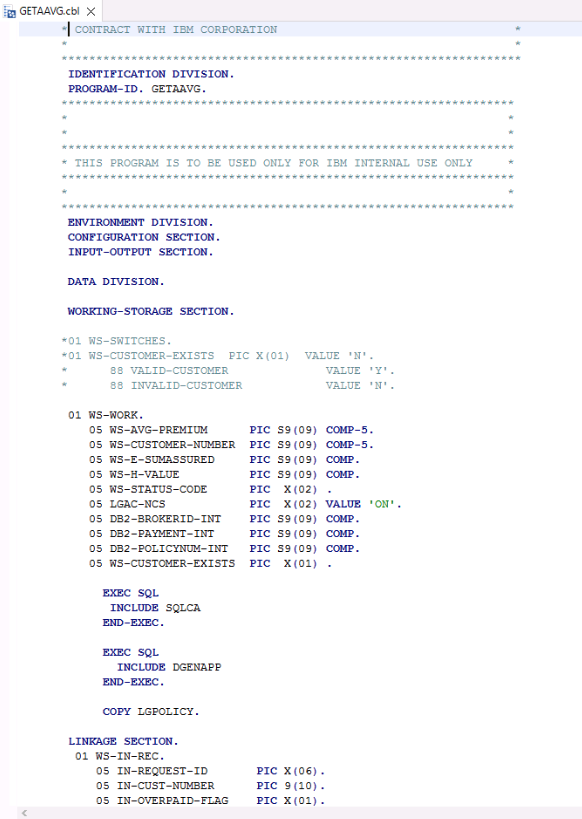 GETAAVG.cbl
* CONTRACT WITH IBM CORPORATION *
* *
******************************************************************
IDENTIFICATION DIVISION.
PROGRAM-ID. GETAAVG.
*****************************************************************
* *
* *
*****************************************************************
* THIS PROGRAM IS TO BE USED ONLY FOR IBM INTERNAL USE ONLY *
*****************************************************************
* *
*****************************************************************
ENVIRONMENT DIVISION.
CONFIGURATION SECTION.
INPUT-OUTPUT SECTION.
DATA DIVISION.
WORKING-STORAGE SECTION.
*01 WS-SWITCHES.
*01 WS-CUSTOMER-EXISTS PIC X(01) VALUE 'N'.
* 88 VALID-CUSTOMER VALUE 'Y'.
* 88 INVALID-CUSTOMER VALUE 'N'.
01 WS-WORK.
05 WS-AVG-PREMIUM PIC S9(09) COMP-5.
05 WS-CUSTOMER-NUMBER PIC S9(09) COMP-5.
05 WS-E-SUMASSURED PIC S9(09) COMP.
05 WS-H-VALUE PIC S9(09) COMP.
05 WS-STATUS-CODE PIC X(02) .
05 LGAC-NCS PIC X(02) VALUE 'ON'.
05 DB2-BROKERID-INT PIC S9(09) COMP.
05 DB2-PAYMENT-INT PIC S9(09) COMP.
05 DB2-POLICYNUM-INT PIC S9(09) COMP.
05 WS-CUSTOMER-EXISTS PIC X(01) .
EXEC SQL
INCLUDE SQLCA
END-EXEC.
EXEC SQL
INCLUDE DGENAPP
END-EXEC.
COPY LGPOLICY.
LINKAGE SECTION.
01 WS-IN-REC.
05 IN-REQUEST-ID PIC X(06).
05 IN-CUST-NUMBER PIC 9(10).
05 IN-OVERPAID-FLAG PIC X(01).